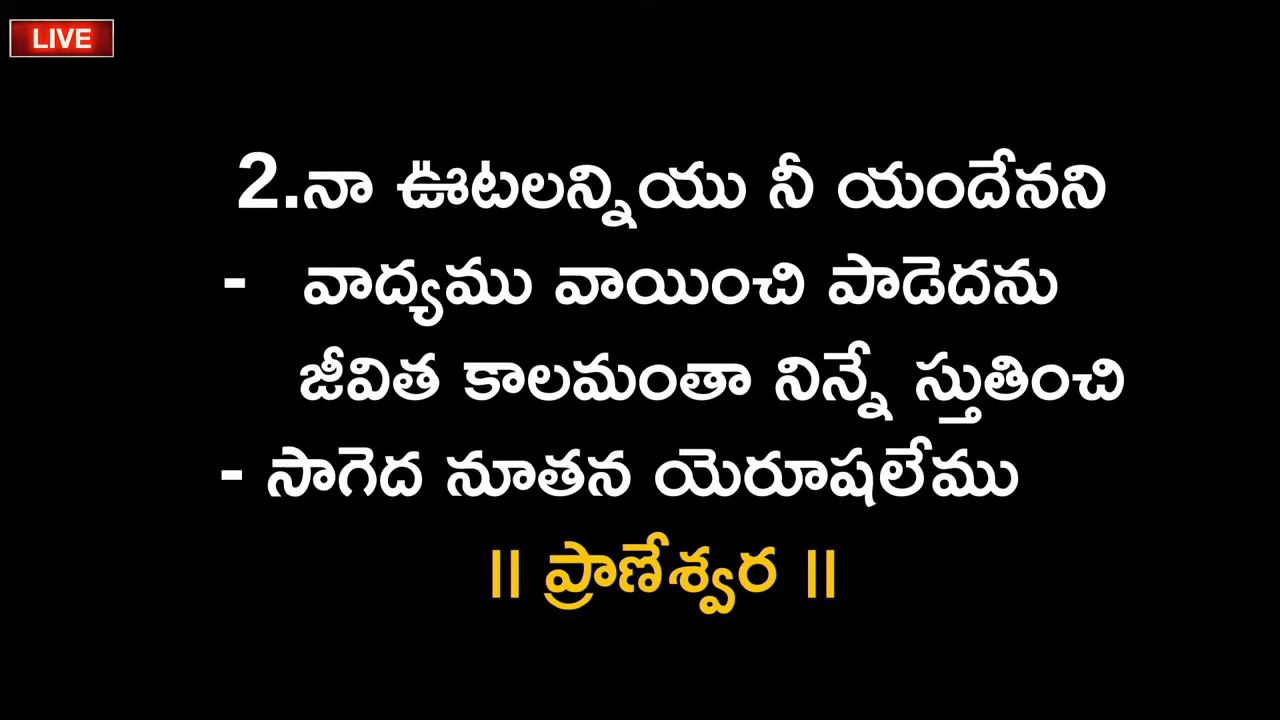 LIVE
2.నా ఊటలన్నియు నీ యందేనని
- వాద్యము వాయించి పాడెదను
జీవిత కాలమంతా నిన్నే స్తుతించి
- సాగెద నూతన యెరూషలేము
|| ప్రాణేశ్వర ||